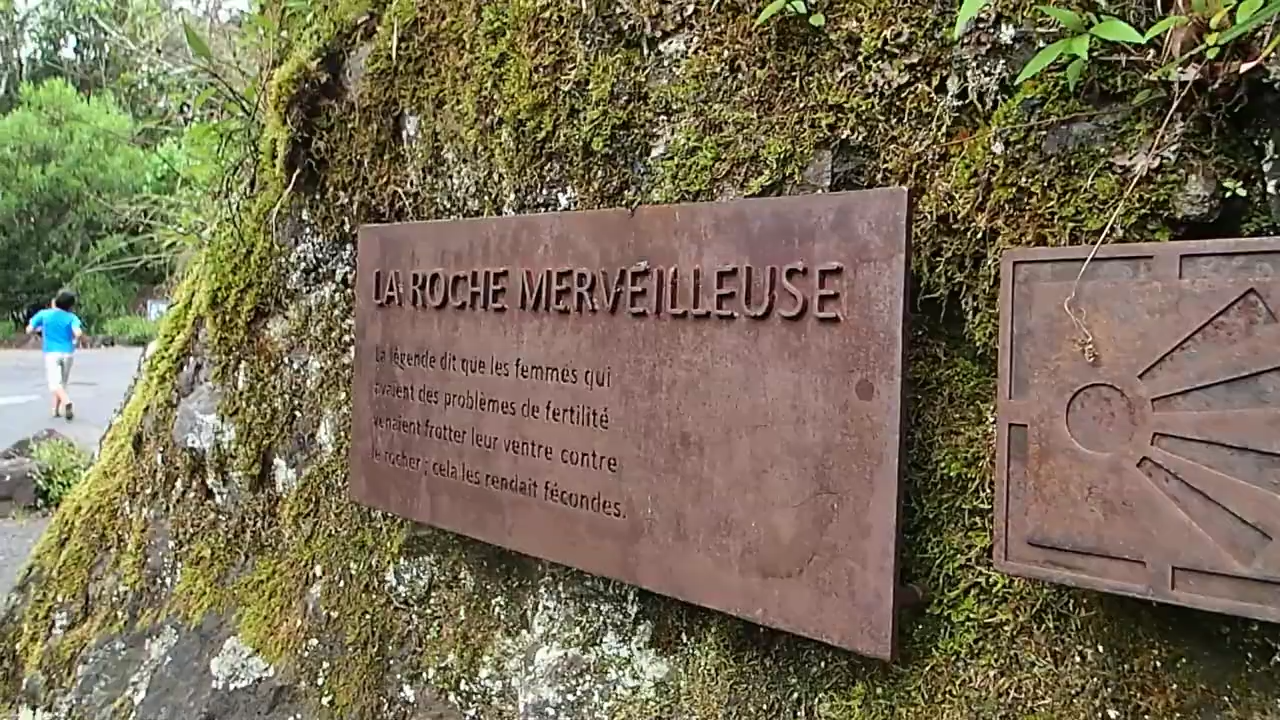 LA ROCHE MERVEILLEUSE
La légende dit que les femmes qui
avaient des problèmes de fertilité
venaient frotter leur ventre contre
le rocher ; cela les rendait fécondes.